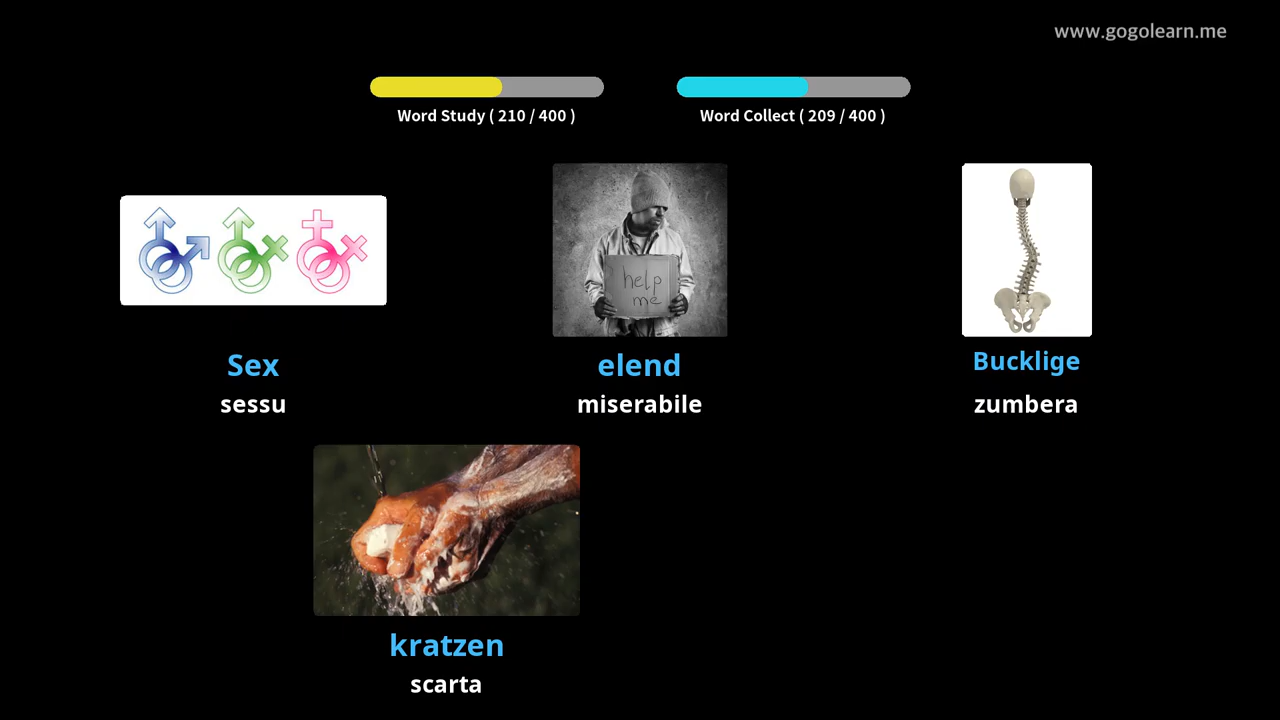 www.gogolearn.me
Word Study ( 210 / 400 )
Word Collect ( 209 / 400 )
help
me
Sex
elend
Bucklige
sessu
miserabile
zumbera
kratzen
scarta